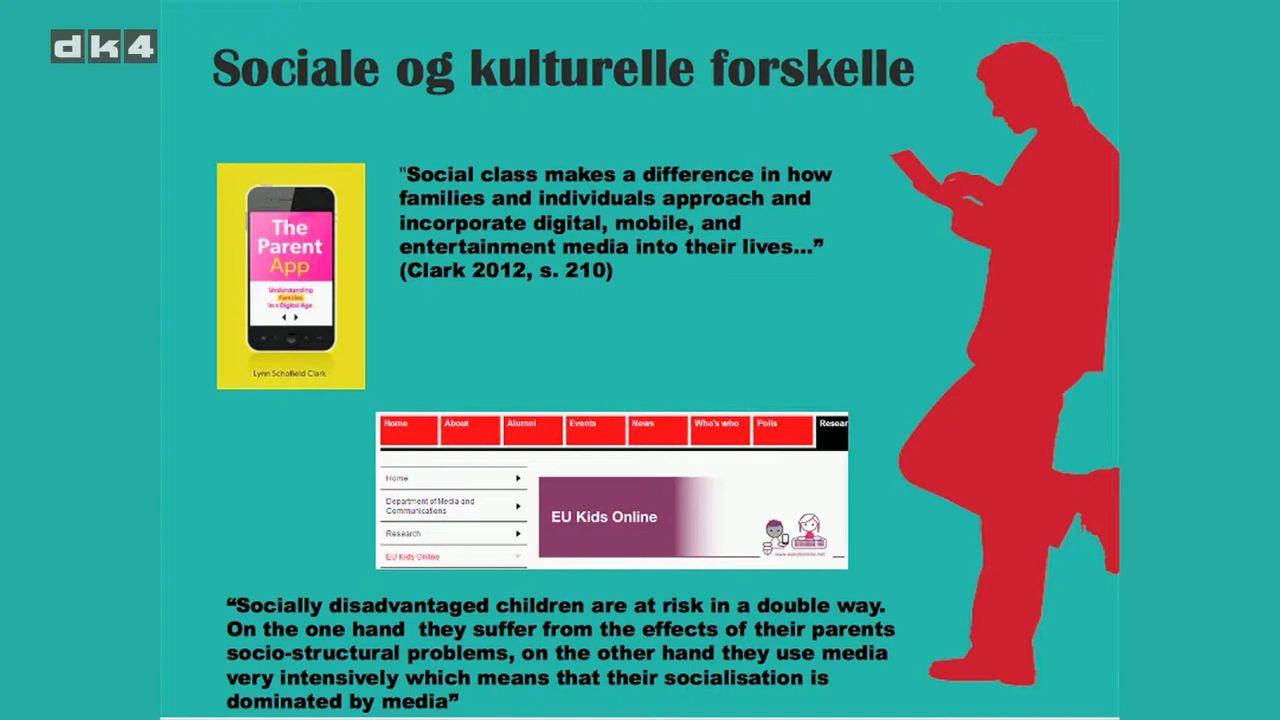 dk4
Sociale og kulturelle forskelle
"Social class makes a difference in how
families and individuals approach and
incorporate digital, mobile, and
entertainment media into their lives...”
(Clark 2012, s. 210)
The
Parent
App
Understanding
Families
in a Digital Age
Lynn Schofield Clark
Home About Alumni Events News Who's who Polis Resear
Home
Department of Media and
Communications
Research
EU Kids Online
EU Kids Online
“Socially disadvantaged children are at risk in a double way.
On the one hand they suffer from the effects of their parents
socio-structural problems, on the other hand they use media
very intensively which means that their socialisation is
dominated by media”